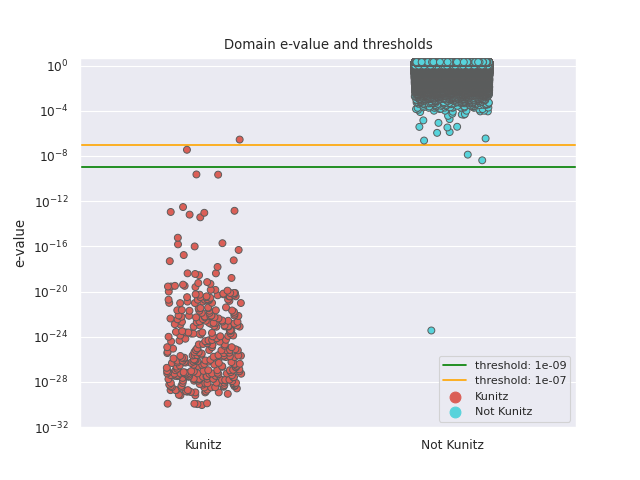 Domain e-value and thresholds
10^0
10^−4
10^−8
10^−12
10^−16
10^−20
10^−24
10^−28
10^−32
e-value
Kunitz
Not Kunitz
threshold: 1e-09
threshold: 1e-07
Kunitz
Not Kunitz